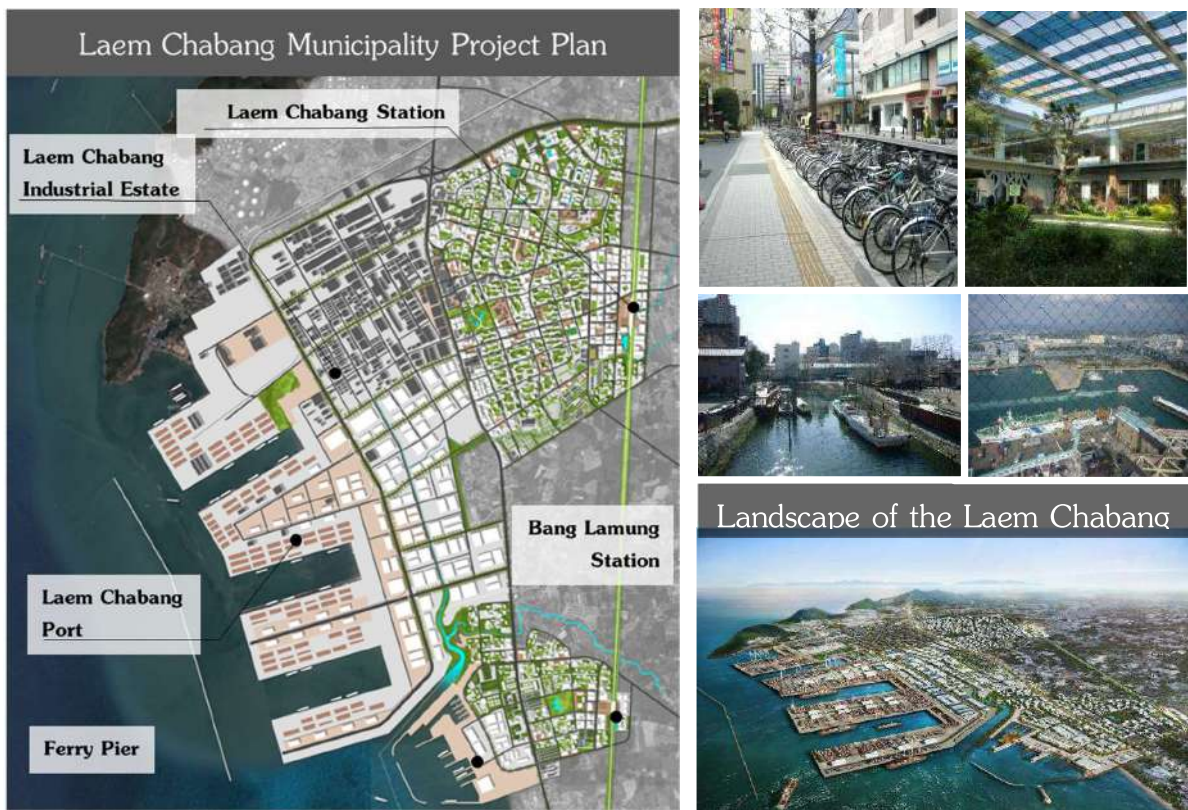 Laem Chabang Municipality Project Plan
Laem Chabang Station
Laem Chabang
Industrial Estate
Bang Lamung
Station
Laem Chabang
Port
Ferry Pier
Landscape of the Laem Chabang